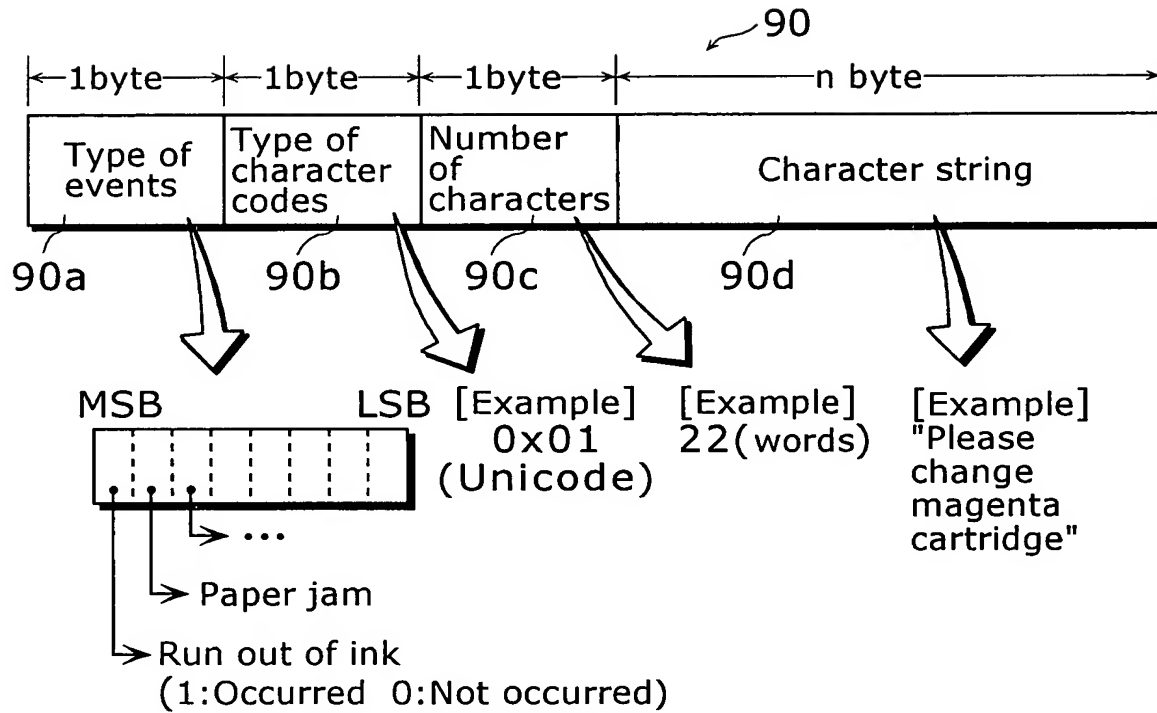 90
1byte 1byte 1byte n byte
Type of events
Type of character codes
Number of characters
Character string
90a 90b 90c 90d
MSB LSB
...
Paper jam
Run out of ink
(1:Occurred 0:Not occurred)
[Example]
0x01
(Unicode)
[Example]
22(words)
[Example]
"Please
change
magenta
cartridge"